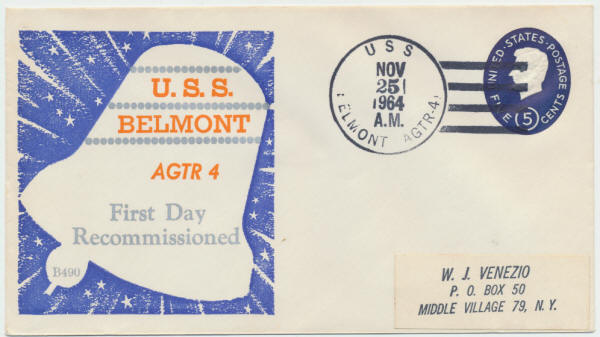 U.S.S.
BELMONT
AGTR 4
First Day
Recommissioned
B490
USS
NOV
25
1964
A.M.
ELMONT AGTR-4
UNITED·STATES·POSTAGE
FIVE (5) CENTS
W. J. VENEZIO
P. O. BOX 50
MIDDLE VILLAGE 79, N. Y.